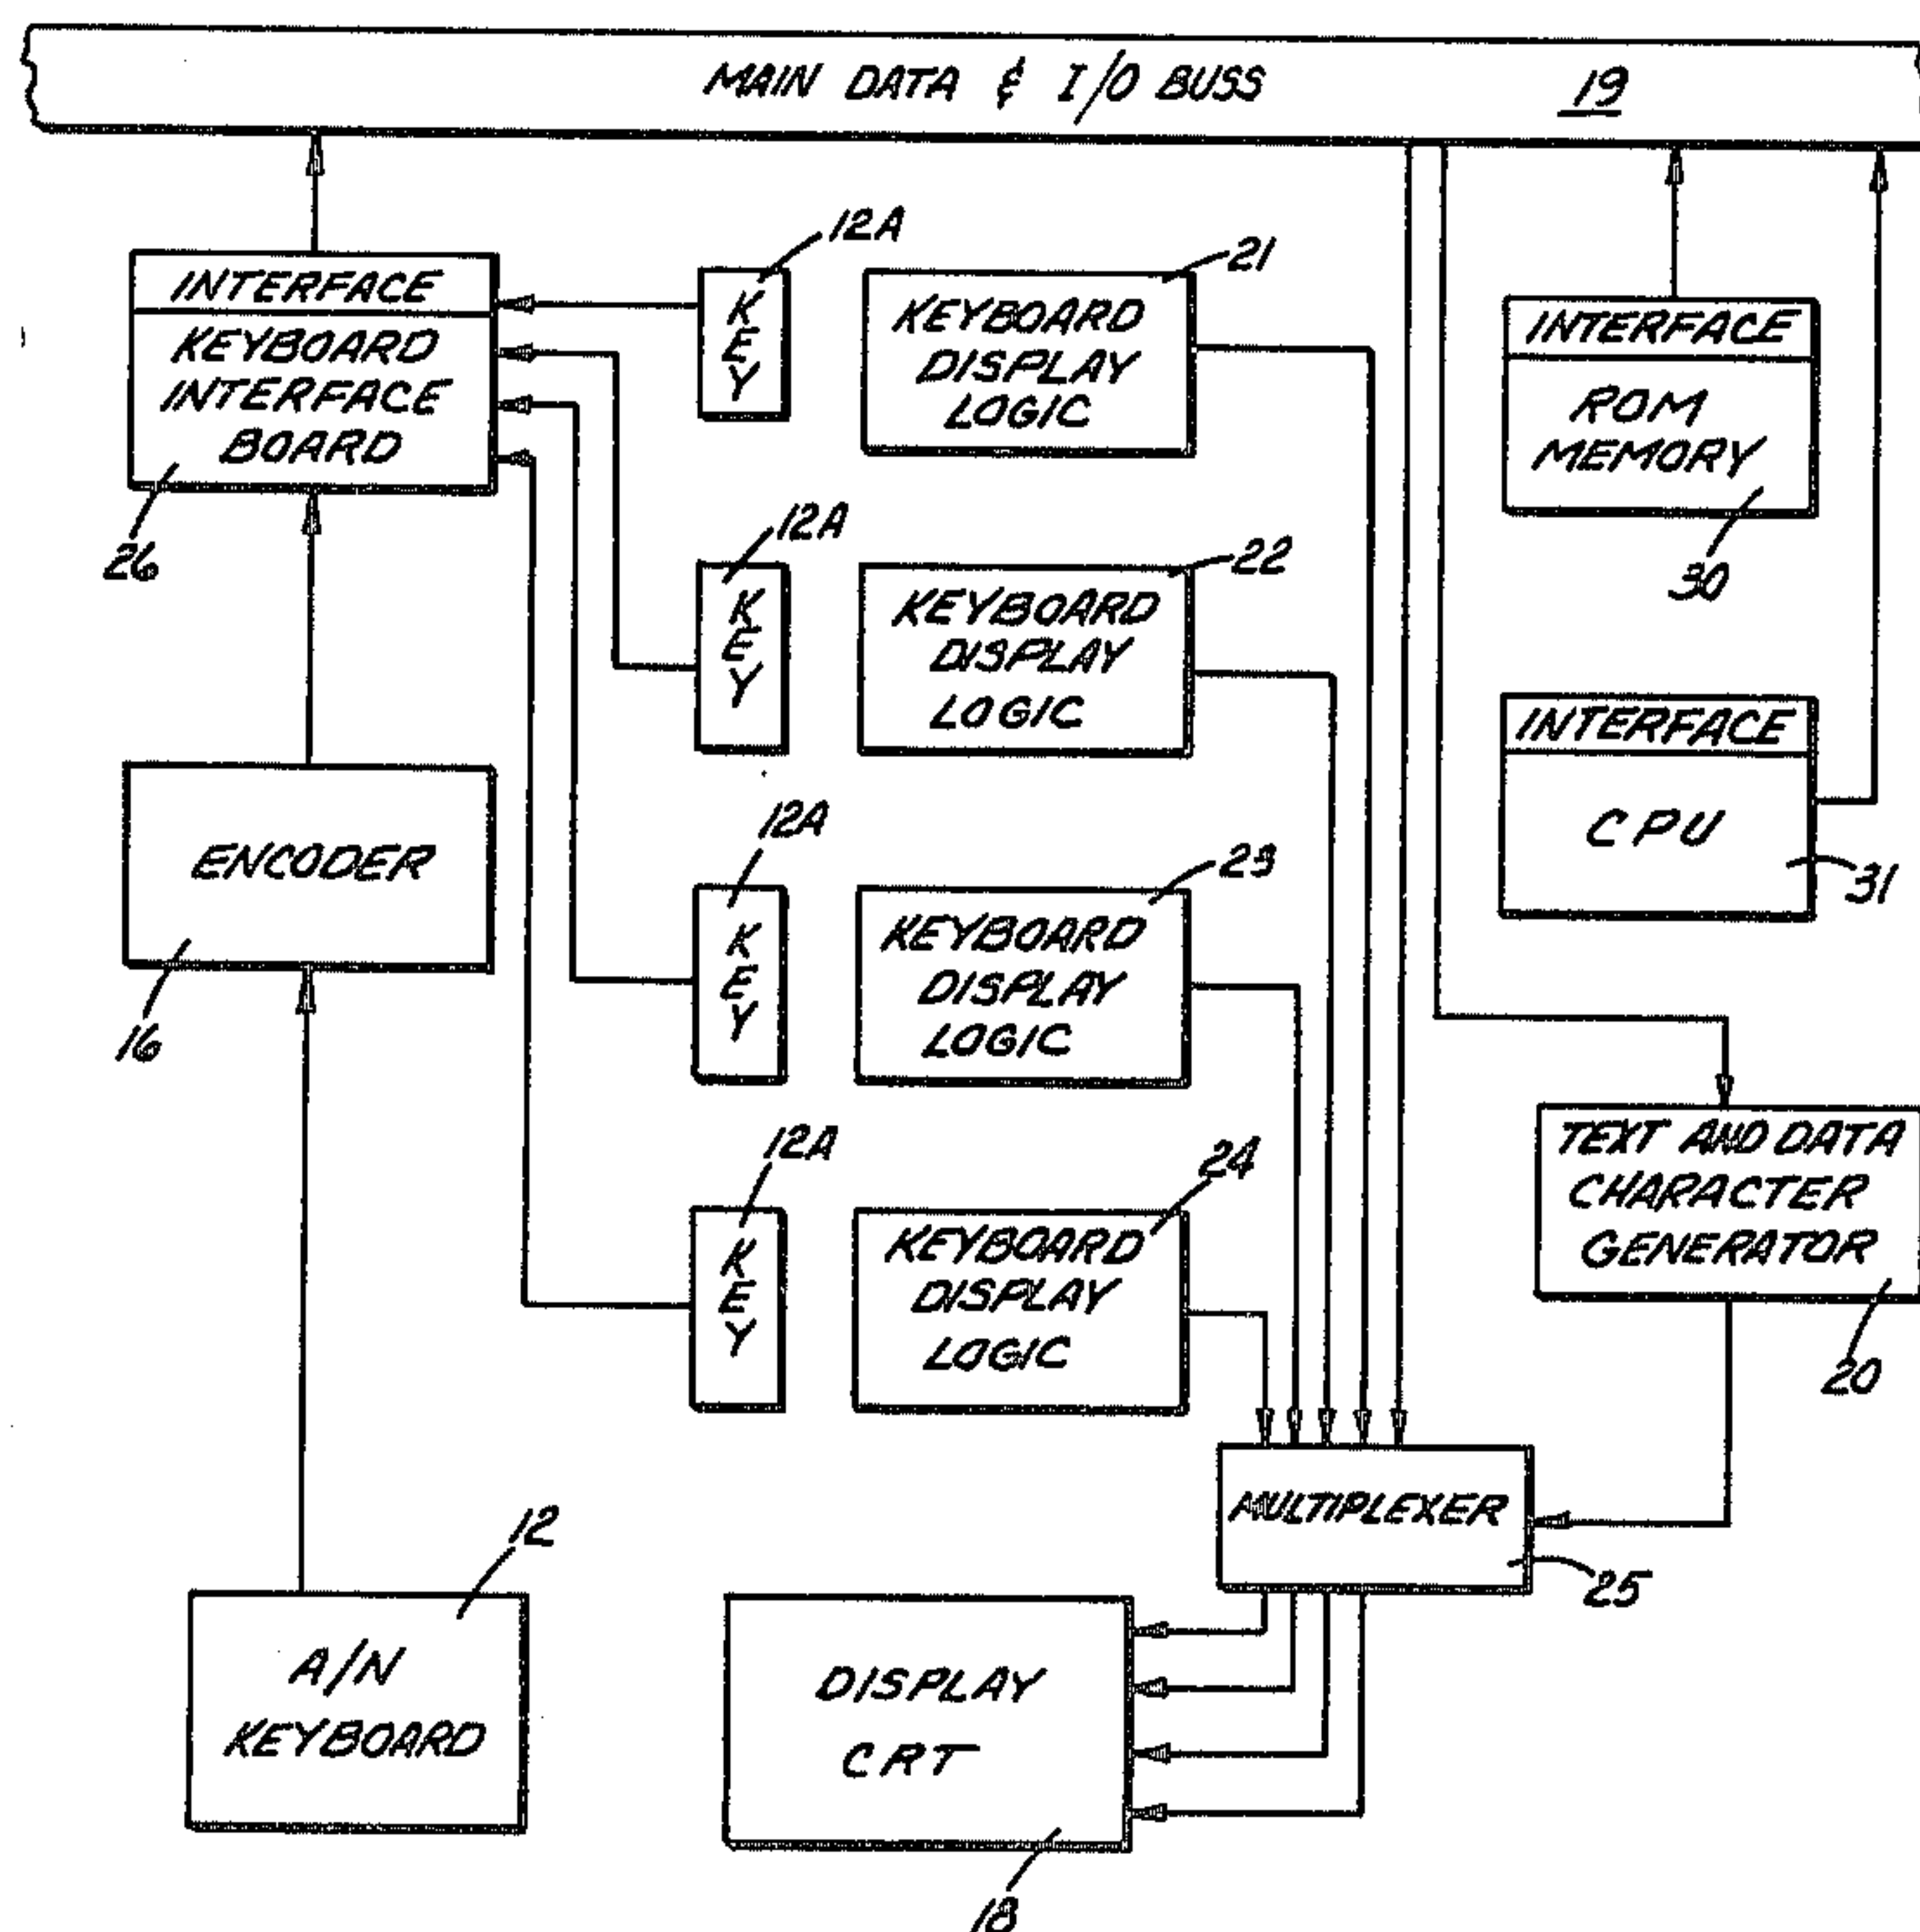 MAIN DATA & I/O BUSS 19
INTERFACE
KEYBOARD
INTERFACE
BOARD
26
12A
KEY
21
KEYBOARD
DISPLAY
LOGIC
INTERFACE
ROM
MEMORY
30
12A
KEY
22
KEYBOARD
DISPLAY
LOGIC
INTERFACE
CPU
31
ENCODER
16
12A
KEY
23
KEYBOARD
DISPLAY
LOGIC
TEXT AND DATA
CHARACTER
GENERATOR
20
12A
KEY
24
KEYBOARD
DISPLAY
LOGIC
MULTIPLEXER
25
12
A/N
KEYBOARD
DISPLAY
CRT
18